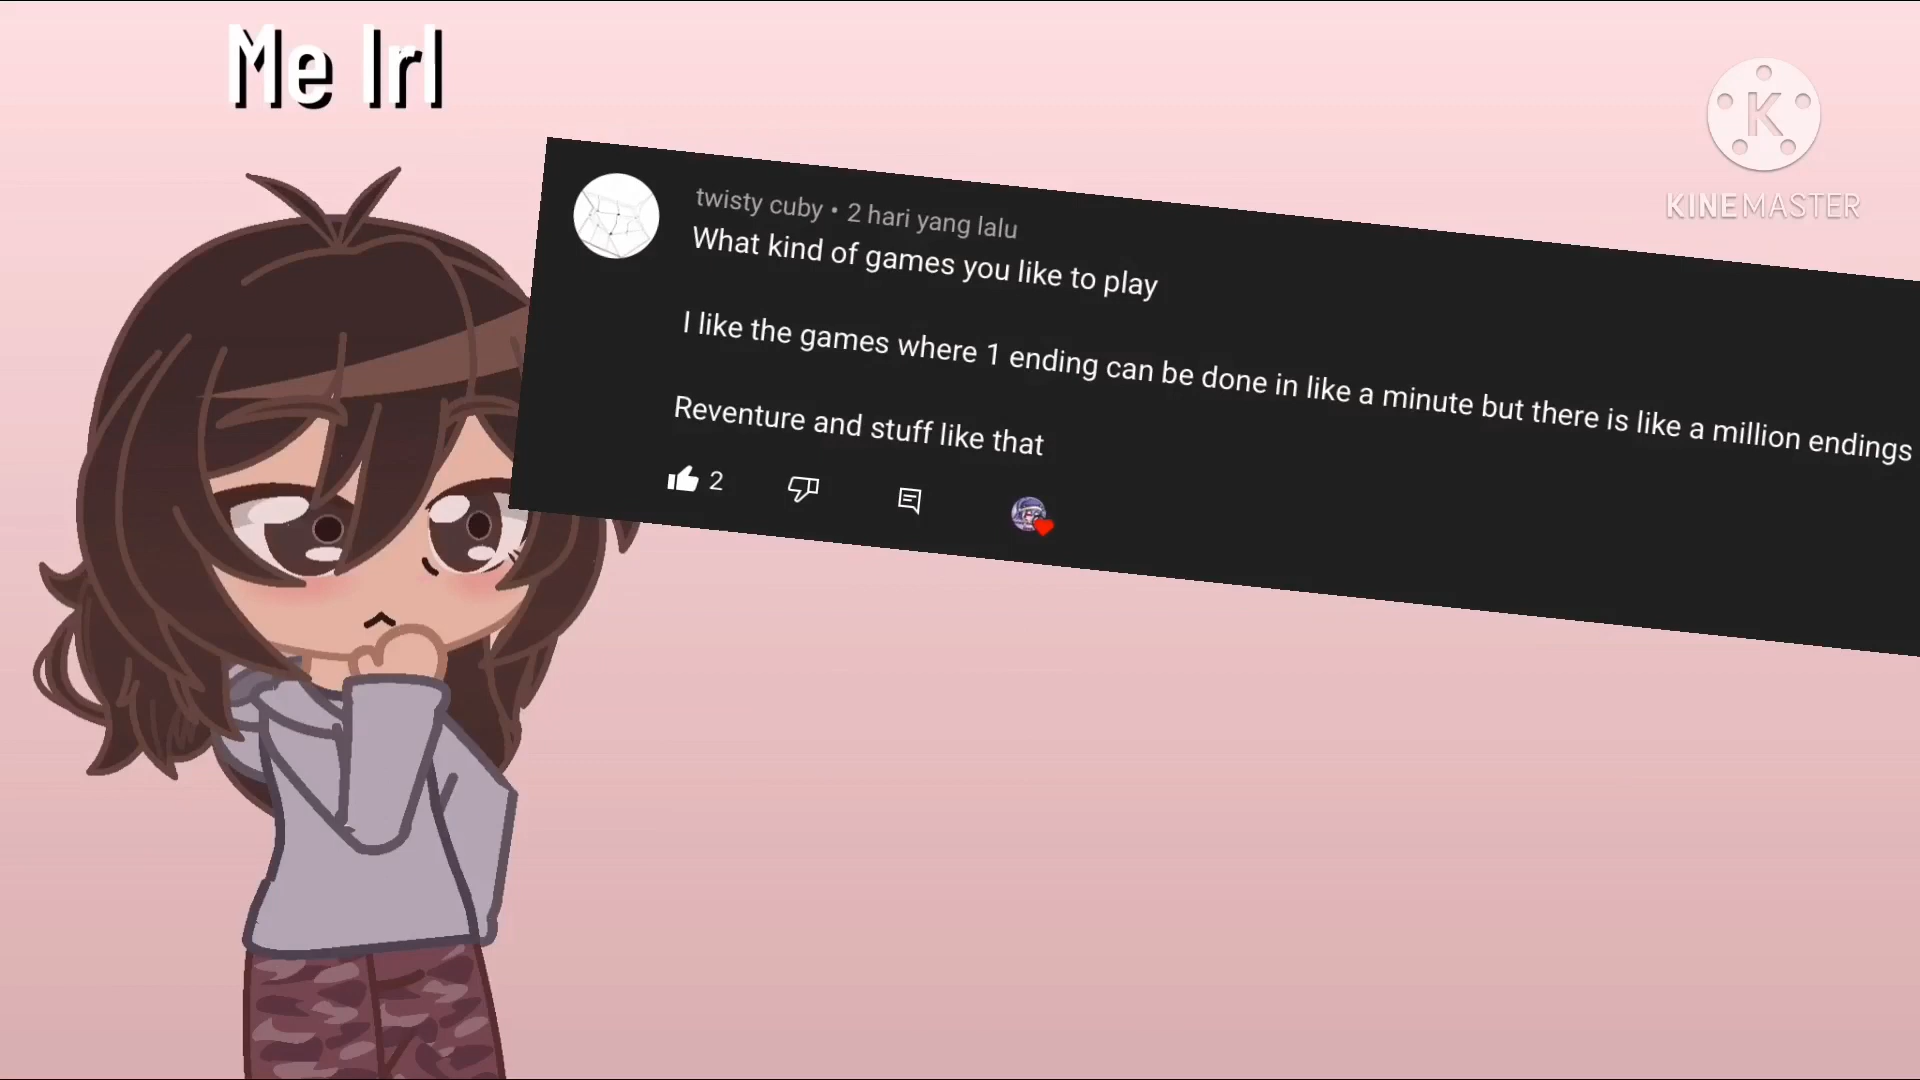 Me Irl
K
KINEMASTER
twisty cuby • 2 hari yang lalu
What kind of games you like to play
I like the games where 1 ending can be done in like a minute but there is like a million endings
Reventure and stuff like that
2